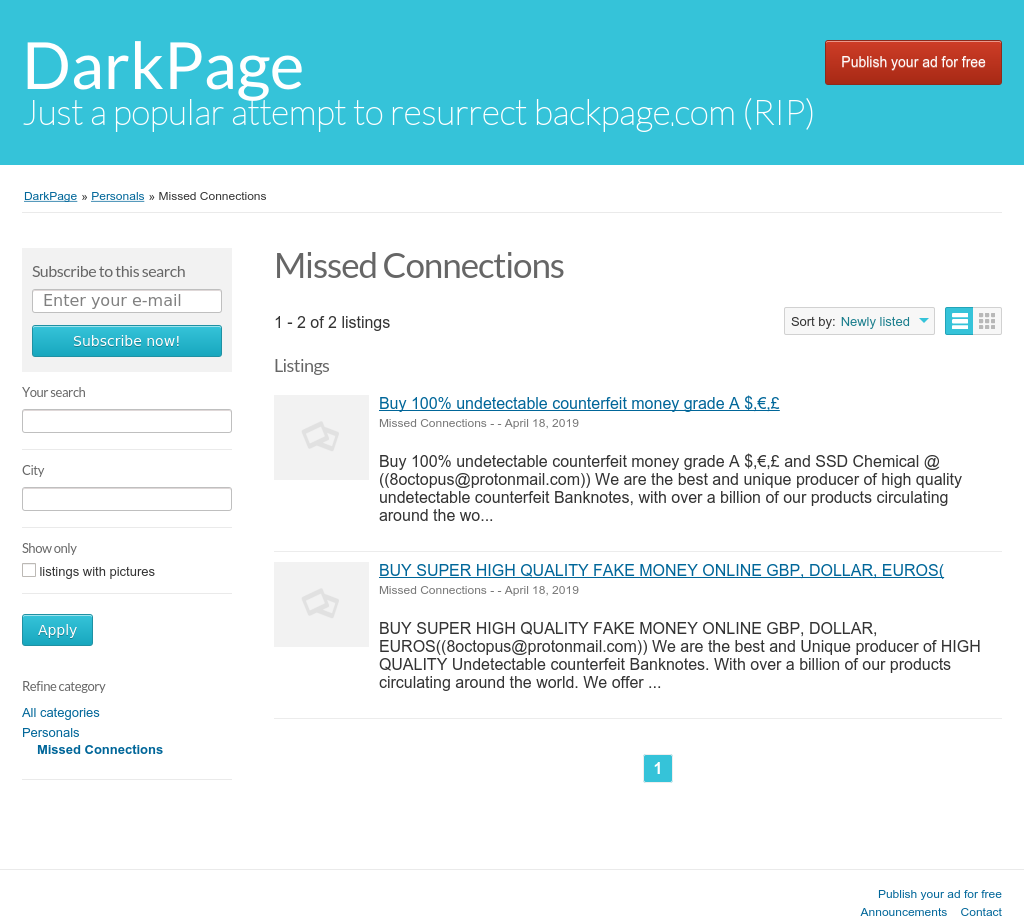 DarkPage
Just a popular attempt to resurrect backpage.com (RIP)
Publish your ad for free
DarkPage » Personals » Missed Connections
Subscribe to this search
Enter your e-mail
Subscribe now!
Your search
City
Show only
listings with pictures
Apply
Refine category
All categories
Personals
Missed Connections
Missed Connections
1 - 2 of 2 listings
Sort by: Newly listed
Listings
Buy 100% undetectable counterfeit money grade A $,€,£
Missed Connections - - April 18, 2019
Buy 100% undetectable counterfeit money grade A $,€,£ and SSD Chemical @
((8octopus@protonmail.com)) We are the best and unique producer of high quality
undetectable counterfeit Banknotes, with over a billion of our products circulating
around the wo...
BUY SUPER HIGH QUALITY FAKE MONEY ONLINE GBP, DOLLAR, EUROS(
Missed Connections - - April 18, 2019
BUY SUPER HIGH QUALITY FAKE MONEY ONLINE GBP, DOLLAR,
EUROS((8octopus@protonmail.com)) We are the best and Unique producer of HIGH
QUALITY Undetectable counterfeit Banknotes. With over a billion of our products
circulating around the world. We offer ...
1
Publish your ad for free
Announcements Contact